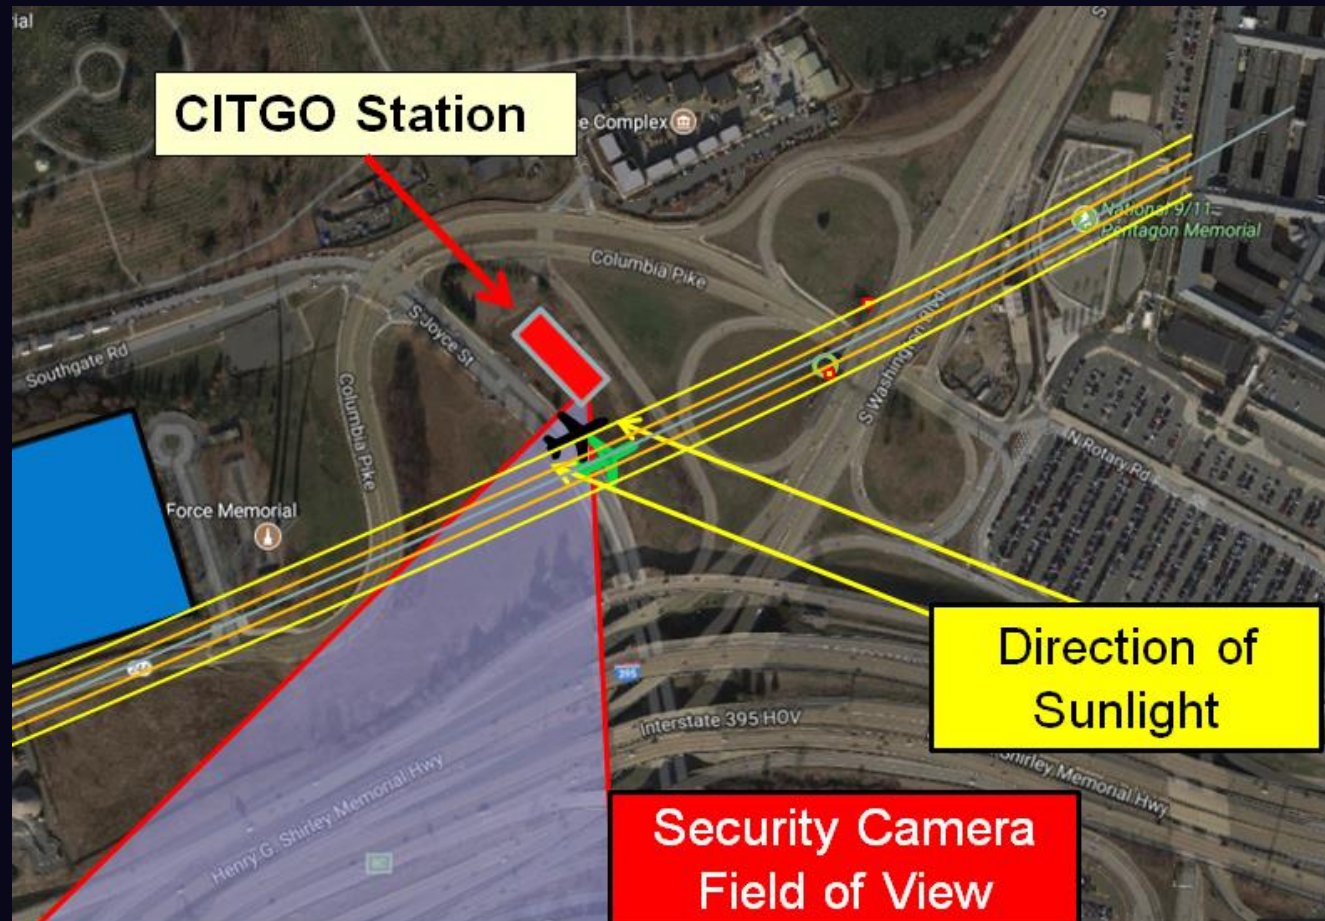 ial
CITGO Station
e Complex
National 9/11
Pentagon Memorial
Columbia Pike
S Joyce St
Southgate Rd
Columbia Pike
S Washington Blvd
N Rotary Rd
Force Memorial
Direction of
Sunlight
395
Interstate 395 HOV
Shirley Memorial Hwy
Henry G. Shirley Memorial Hwy
Security Camera
Field of View